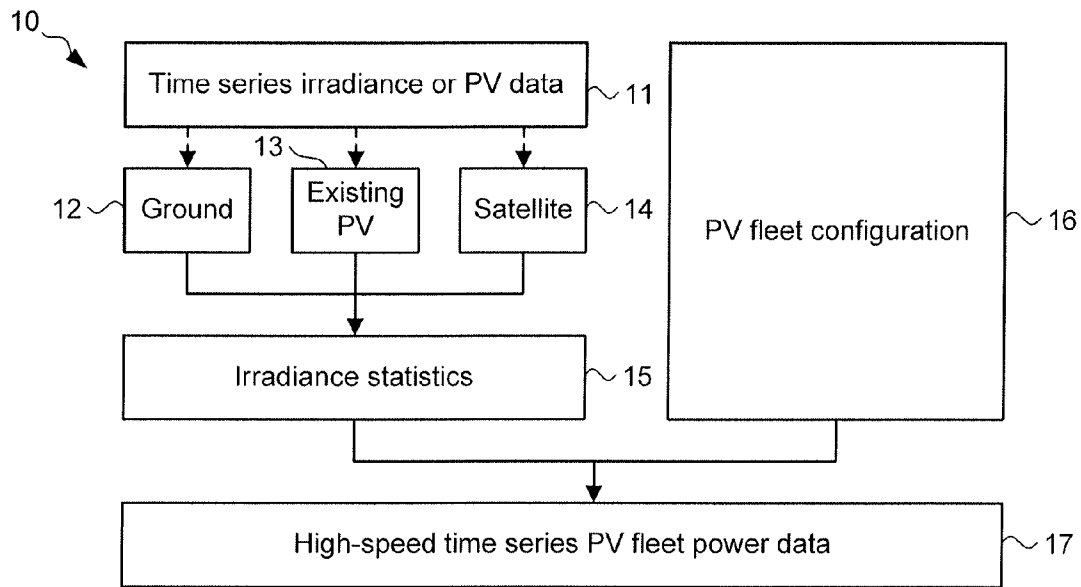 10
Time series irradiance or PV data
11
12
Ground
13
Existing
PV
Satellite
14
PV fleet configuration
16
Irradiance statistics
15
High-speed time series PV fleet power data
17